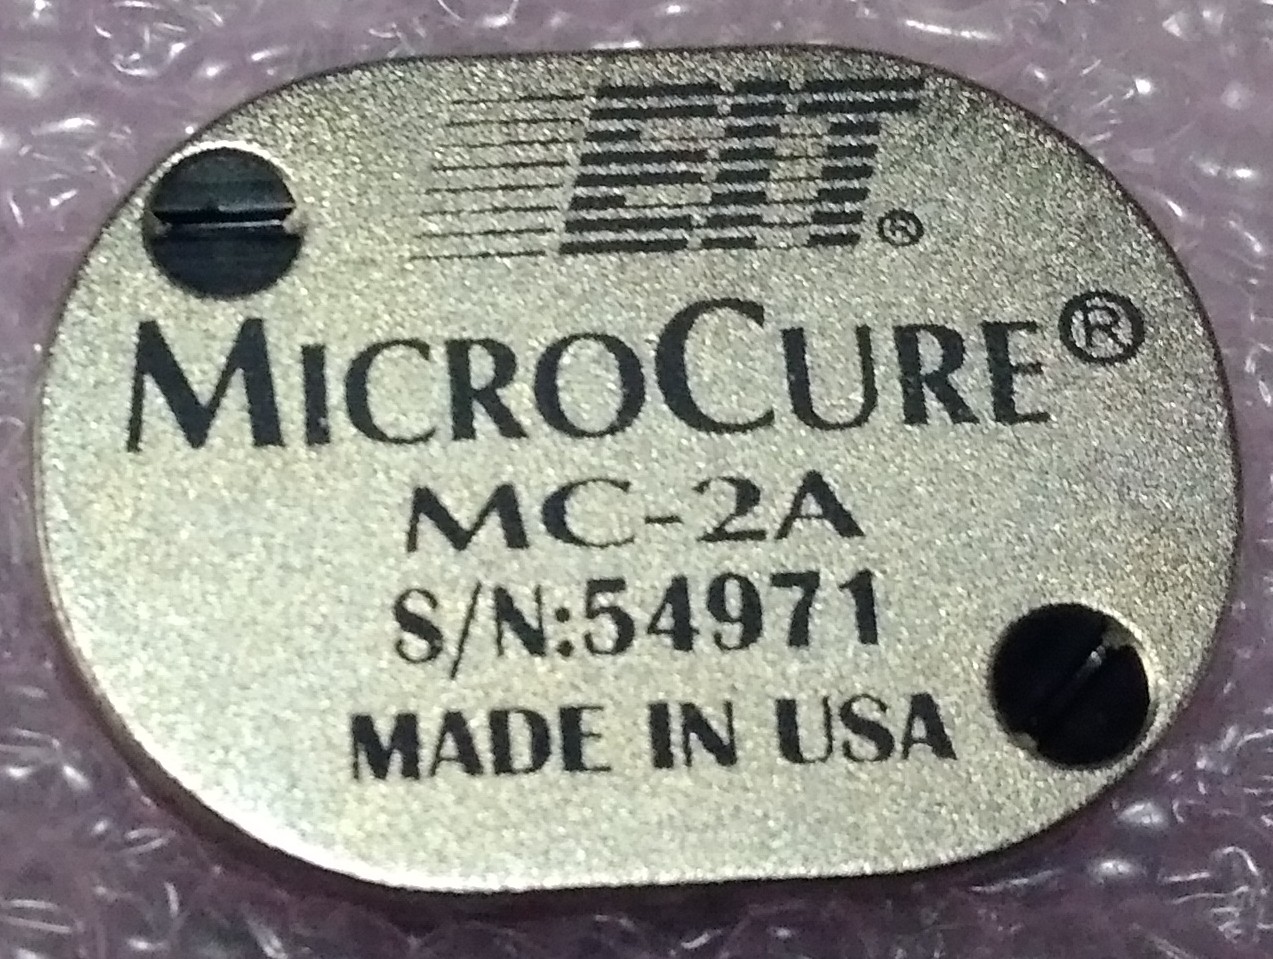 EIT®
MICROCURE®
MC-2A
S/N:54971
MADE IN USA